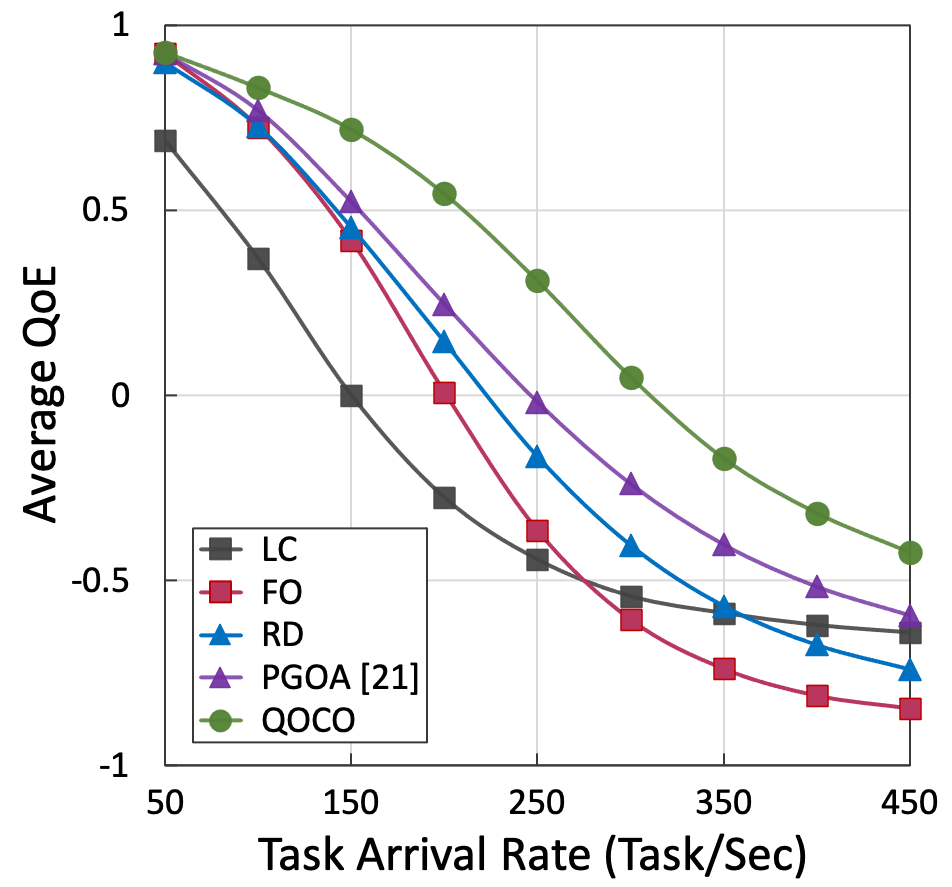 1
0.5
0
-0.5
-1
Average QoE
LC
FO
RD
PGOA [21]
QOCO
50 150 250 350 450
Task Arrival Rate (Task/Sec)